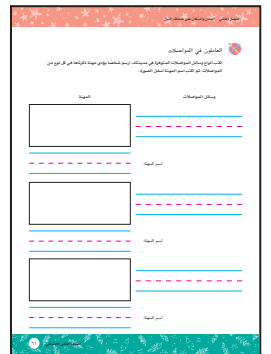 العاملون في المواصلات
اكتب أنواع وسائل المواصلات المتوفرة في مدينتك. ارسم شخصا يؤدي مهنة ذكرناها في كل نوع من
المواصلات. ثم اكتب اسم المهنة أسفل الصورة.
وسائل المواصلات
المهنة
اسم المهنة:
اسم المهنة:
اسم المهنة:
٦١